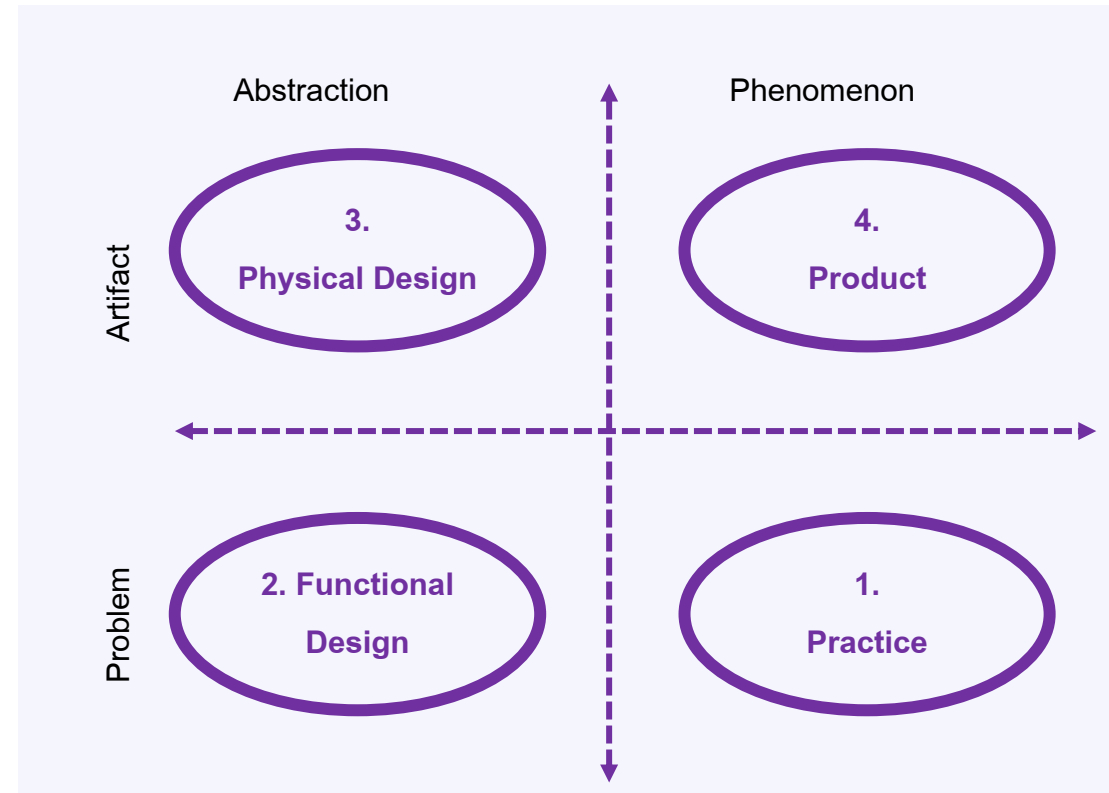 Abstraction
Phenomenon
Artifact
3.
Physical Design
4.
Product
Problem
2. Functional
Design
1.
Practice